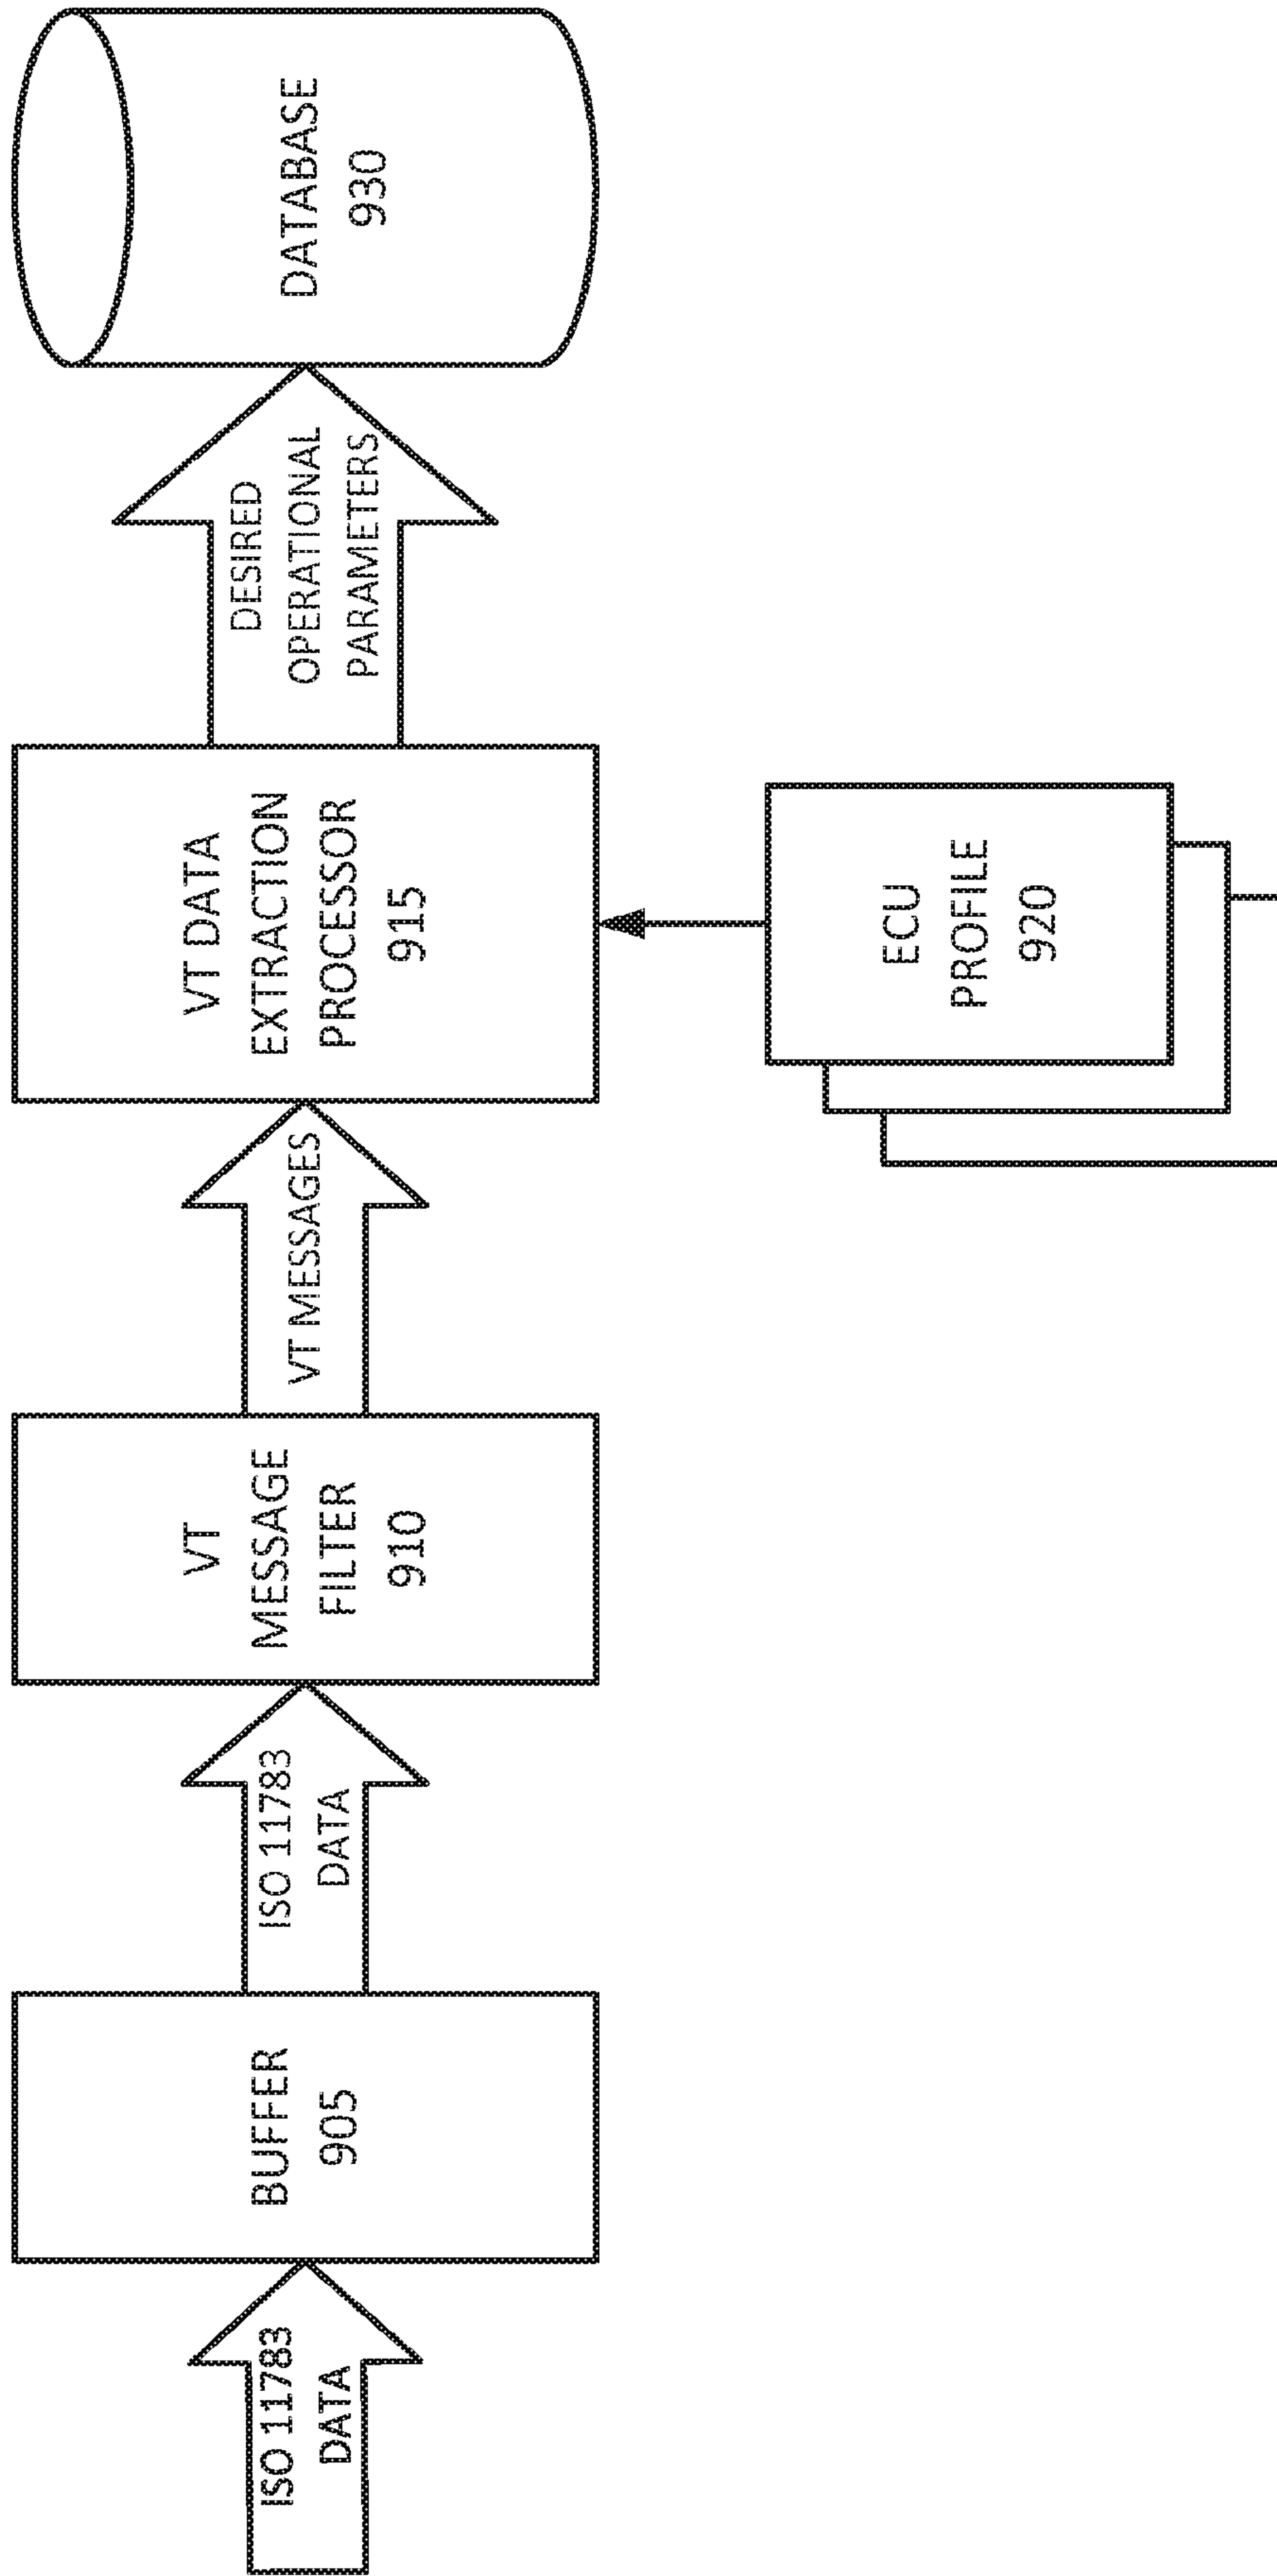 ISO 11783
DATA
BUFFER
905
ISO 11783
DATA
VT
MESSAGE
FILTER
910
VT MESSAGES
VT DATA
EXTRACTION
PROCESSOR
915
DESIRED
OPERATIONAL
PARAMETERS
DATABASE
930
ECU
PROFILE
920